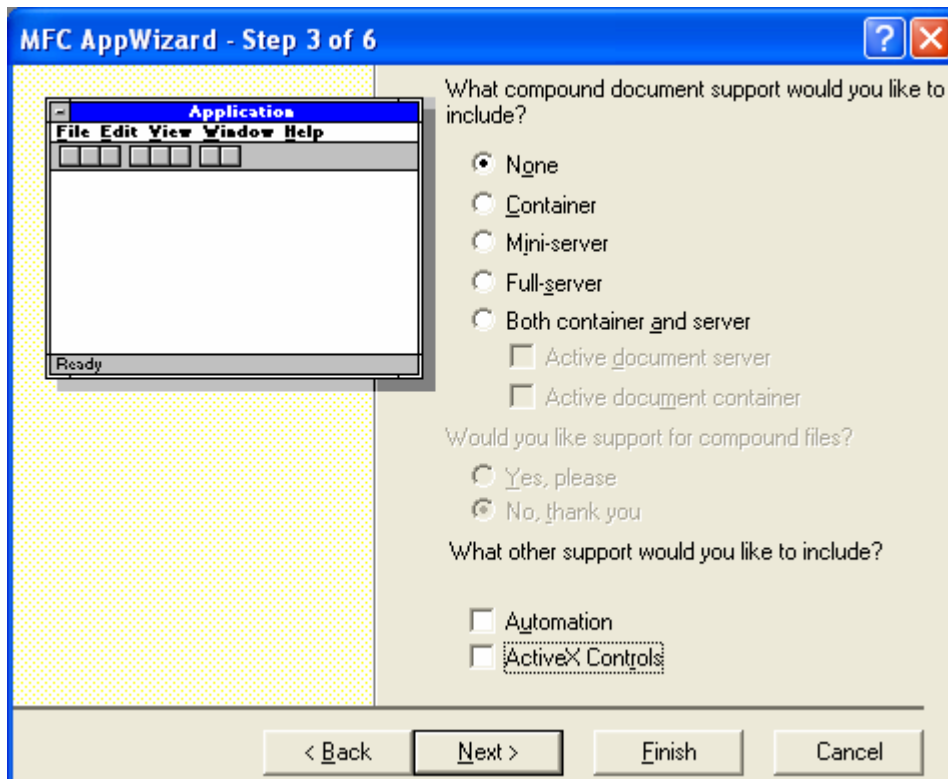 MFC AppWizard - Step 3 of 6
Application
File Edit View Window Help
Ready
What compound document support would you like to
include?
None
Container
Mini-server
Full-server
Both container and server
Active document server
Active document container
Would you like support for compound files?
Yes, please
No, thank you
What other support would you like to include?
Automation
ActiveX Controls
< Back Next > Finish Cancel